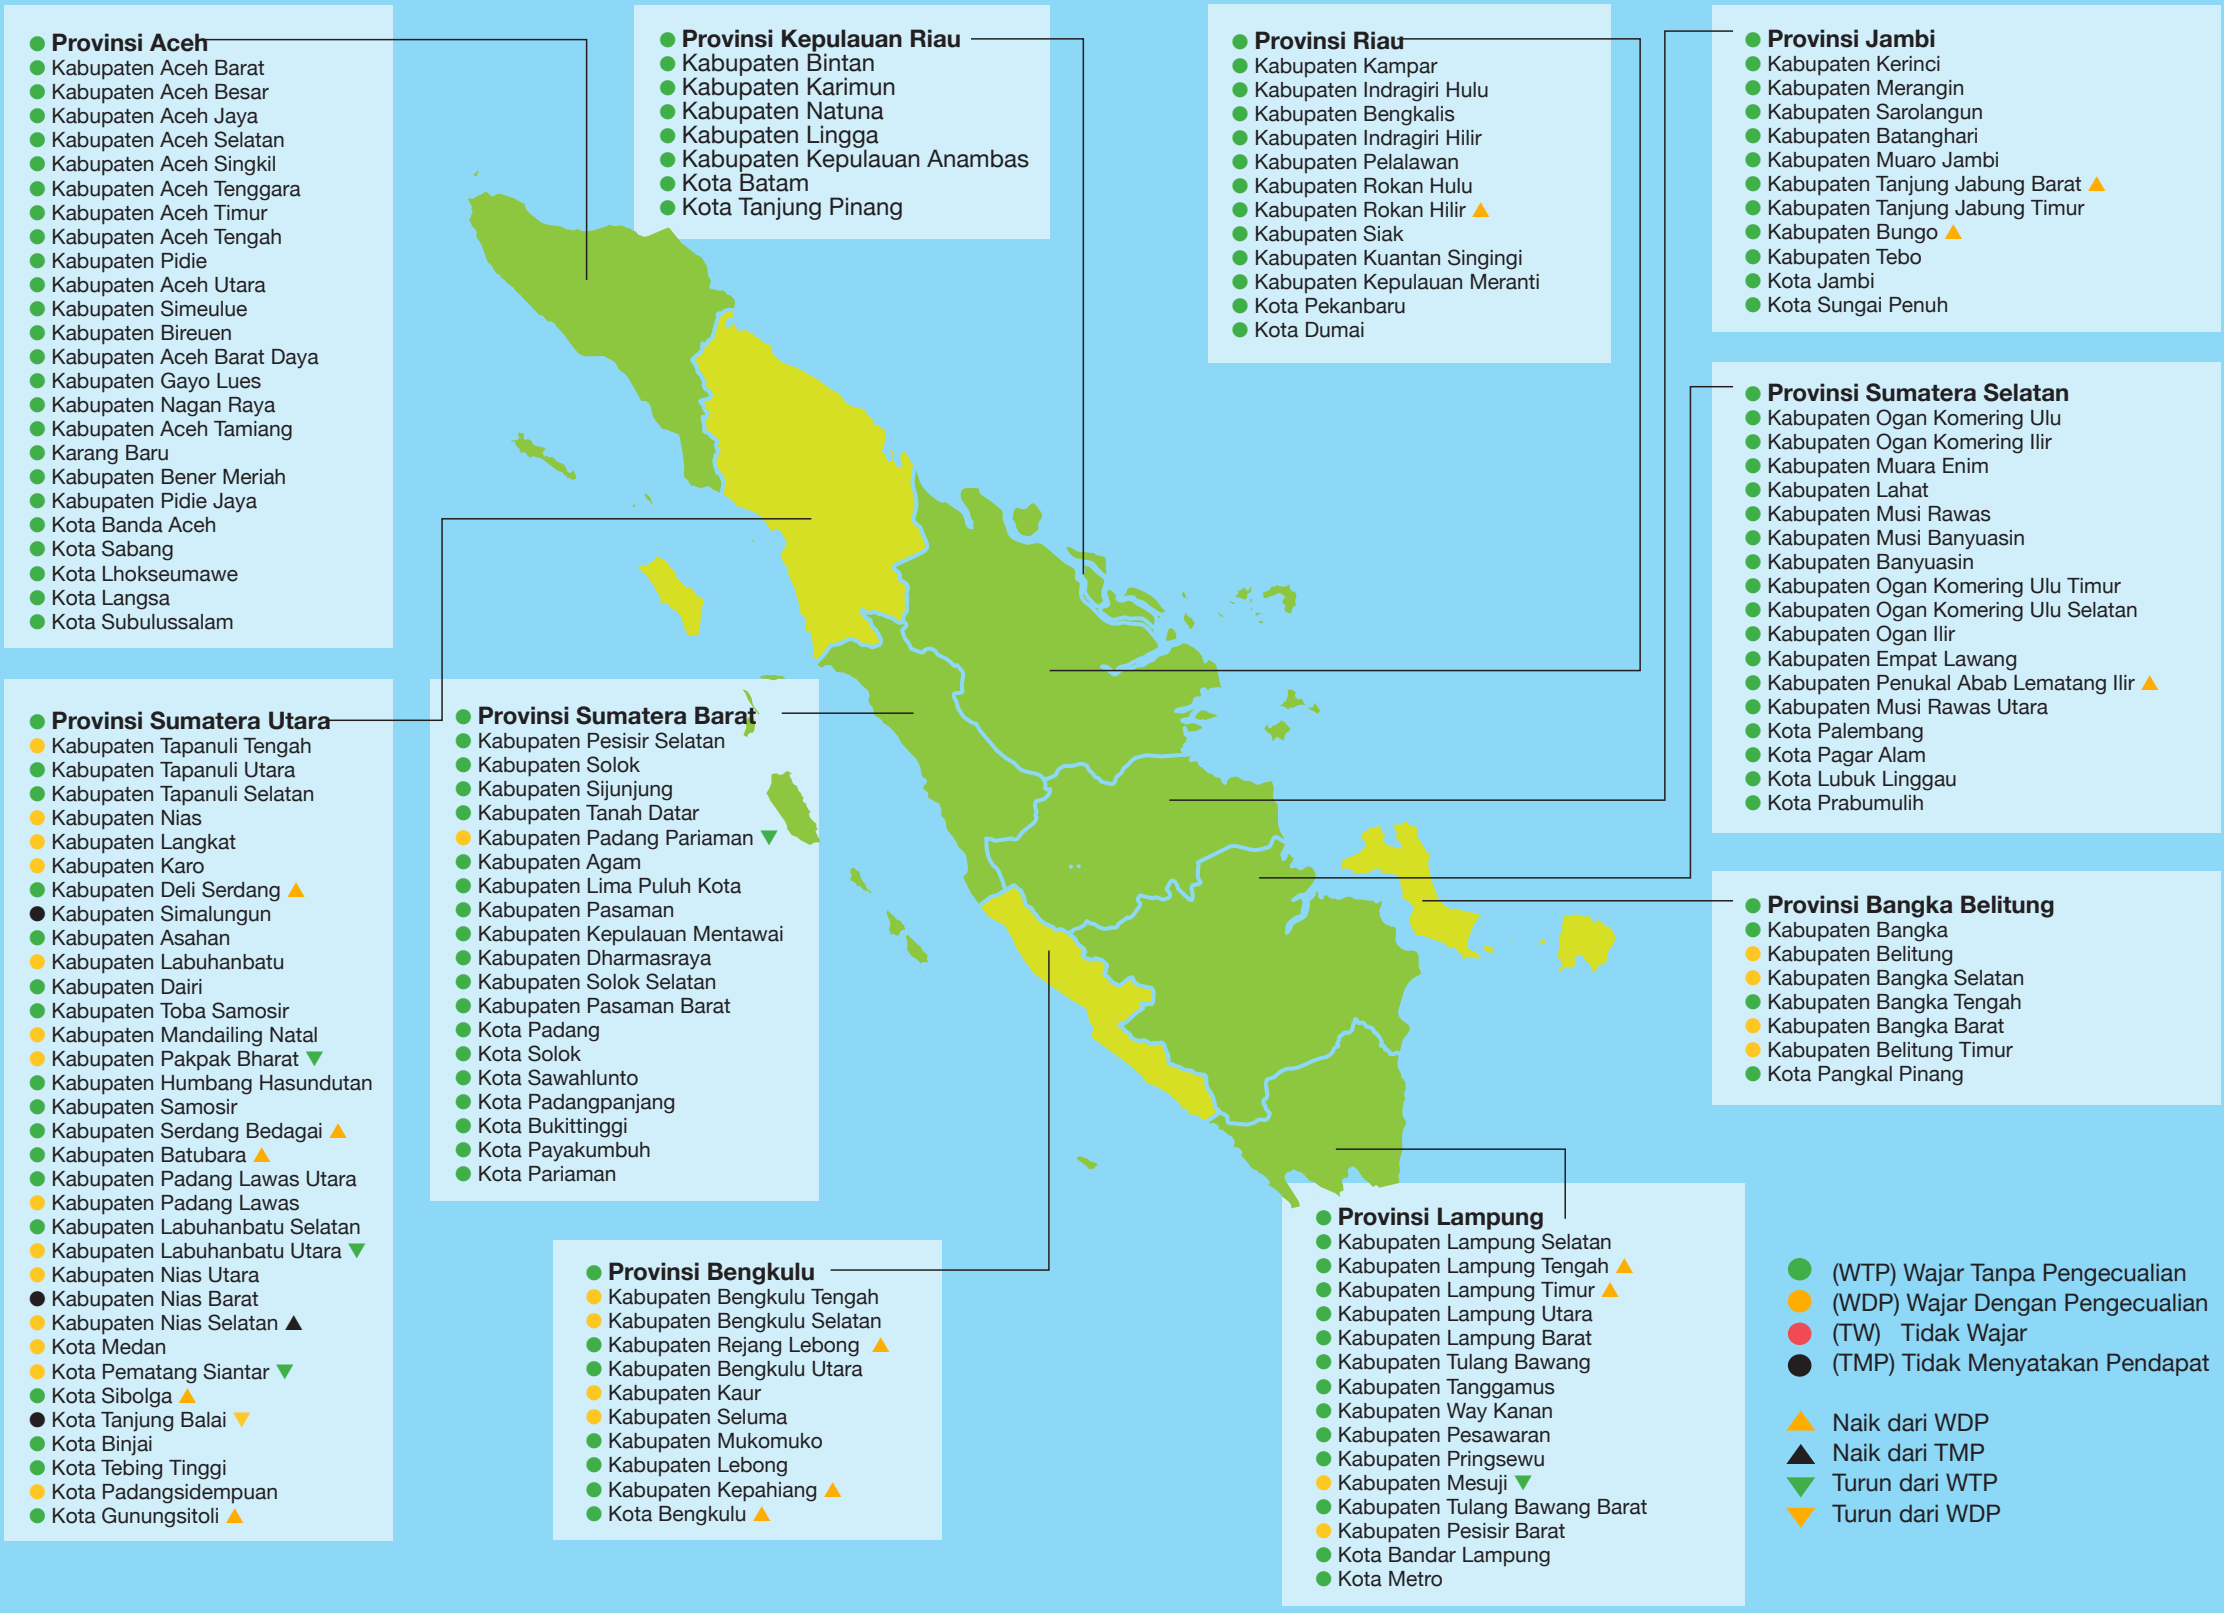 Provinsi Aceh
Kabupaten Aceh Barat
Kabupaten Aceh Besar
Kabupaten Aceh Jaya
Kabupaten Aceh Selatan
Kabupaten Aceh Singkil
Kabupaten Aceh Tenggara
Kabupaten Aceh Timur
Kabupaten Aceh Tengah
Kabupaten Pidie
Kabupaten Aceh Utara
Kabupaten Simeulue
Kabupaten Bireuen
Kabupaten Aceh Barat Daya
Kabupaten Gayo Lues
Kabupaten Nagan Raya
Kabupaten Aceh Tamiang
Karang Baru
Kabupaten Bener Meriah
Kabupaten Pidie Jaya
Kota Banda Aceh
Kota Sabang
Kota Lhokseumawe
Kota Langsa
Kota Subulussalam
Provinsi Kepulauan Riau
Kabupaten Bintan
Kabupaten Karimun
Kabupaten Natuna
Kabupaten Lingga
Kabupaten Kepulauan Anambas
Kota Batam
Kota Tanjung Pinang
Provinsi Riau
Kabupaten Kampar
Kabupaten Indragiri Hulu
Kabupaten Bengkalis
Kabupaten Indragiri Hilir
Kabupaten Pelalawan
Kabupaten Rokan Hulu
Kabupaten Rokan Hilir
Kabupaten Siak
Kabupaten Kuantan Singingi
Kabupaten Kepulauan Meranti
Kota Pekanbaru
Kota Dumai
Provinsi Jambi
Kabupaten Kerinci
Kabupaten Merangin
Kabupaten Sarolangun
Kabupaten Batanghari
Kabupaten Muaro Jambi
Kabupaten Tanjung Jabung Barat
Kabupaten Tanjung Jabung Timur
Kabupaten Bungo
Kabupaten Tebo
Kota Jambi
Kota Sungai Penuh
Provinsi Sumatera Selatan
Kabupaten Ogan Komering Ulu
Kabupaten Ogan Komering Ilir
Kabupaten Muara Enim
Kabupaten Lahat
Kabupaten Musi Rawas
Kabupaten Musi Banyuasin
Kabupaten Banyuasin
Kabupaten Ogan Komering Ulu Timur
Kabupaten Ogan Komering Ulu Selatan
Kabupaten Ogan Ilir
Kabupaten Empat Lawang
Kabupaten Penukal Abab Lematang Ilir
Kabupaten Musi Rawas Utara
Kota Palembang
Kota Pagar Alam
Kota Lubuk Linggau
Kota Prabumulih
Provinsi Sumatera Utara
Kabupaten Tapanuli Tengah
Kabupaten Tapanuli Utara
Kabupaten Tapanuli Selatan
Kabupaten Nias
Kabupaten Langkat
Kabupaten Karo
Kabupaten Deli Serdang
Kabupaten Simalungun
Kabupaten Asahan
Kabupaten Labuhanbatu
Kabupaten Dairi
Kabupaten Toba Samosir
Kabupaten Mandailing Natal
Kabupaten Pakpak Bharat
Kabupaten Humbang Hasundutan
Kabupaten Samosir
Kabupaten Serdang Bedagai
Kabupaten Batubara
Kabupaten Padang Lawas Utara
Kabupaten Padang Lawas
Kabupaten Labuhanbatu Selatan
Kabupaten Labuhanbatu Utara
Kabupaten Nias Utara
Kabupaten Nias Barat
Kabupaten Nias Selatan
Kota Medan
Kota Pematang Siantar
Kota Sibolga
Kota Tanjung Balai
Kota Binjai
Kota Tebing Tinggi
Kota Padangsidempuan
Kota Gunungsitoli
Provinsi Sumatera Barat
Kabupaten Pesisir Selatan
Kabupaten Solok
Kabupaten Sijunjung
Kabupaten Tanah Datar
Kabupaten Padang Pariaman
Kabupaten Agam
Kabupaten Lima Puluh Kota
Kabupaten Pasaman
Kabupaten Kepulauan Mentawai
Kabupaten Dharmasraya
Kabupaten Solok Selatan
Kabupaten Pasaman Barat
Kota Padang
Kota Solok
Kota Sawahlunto
Kota Padangpanjang
Kota Bukittinggi
Kota Payakumbuh
Kota Pariaman
Provinsi Bangka Belitung
Kabupaten Bangka
Kabupaten Belitung
Kabupaten Bangka Selatan
Kabupaten Bangka Tengah
Kabupaten Bangka Barat
Kabupaten Belitung Timur
Kota Pangkal Pinang
Provinsi Bengkulu
Kabupaten Bengkulu Tengah
Kabupaten Bengkulu Selatan
Kabupaten Rejang Lebong
Kabupaten Bengkulu Utara
Kabupaten Kaur
Kabupaten Seluma
Kabupaten Mukomuko
Kabupaten Lebong
Kabupaten Kepahiang
Kota Bengkulu
Provinsi Lampung
Kabupaten Lampung Selatan
Kabupaten Lampung Tengah
Kabupaten Lampung Timur
Kabupaten Lampung Utara
Kabupaten Lampung Barat
Kabupaten Tulang Bawang
Kabupaten Tanggamus
Kabupaten Way Kanan
Kabupaten Pesawaran
Kabupaten Pringsewu
Kabupaten Mesuji
Kabupaten Tulang Bawang Barat
Kabupaten Pesisir Barat
Kota Bandar Lampung
Kota Metro
(WTP) Wajar Tanpa Pengecualian
(WDP) Wajar Dengan Pengecualian
(TW) Tidak Wajar
(TMP) Tidak Menyatakan Pendapat
Naik dari WDP
Naik dari TMP
Turun dari WTP
Turun dari WDP